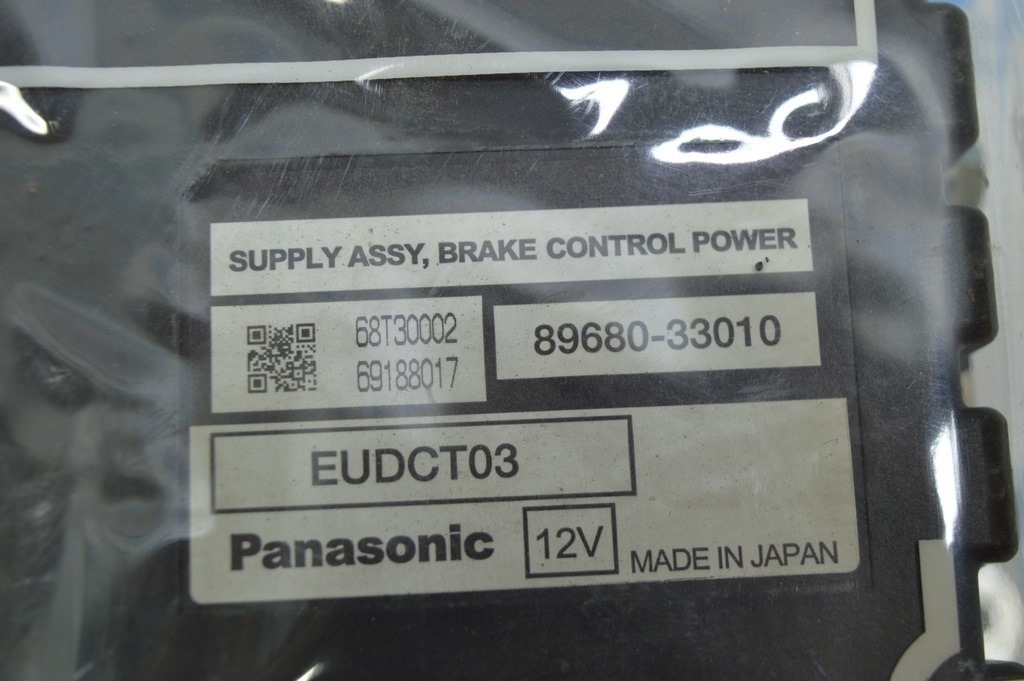 SUPPLY ASSY, BRAKE CONTROL POWER
68T30002
69188017
89680-33010
EUDCT03
Panasonic 12V MADE IN JAPAN